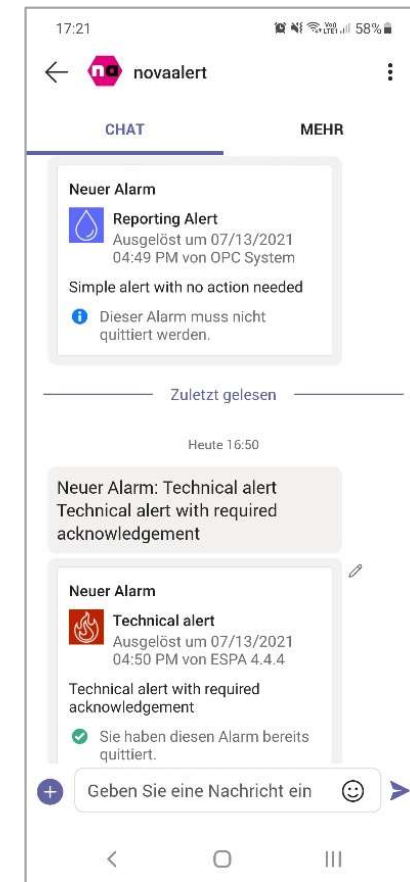 17:21
58%
na novaalert
CHAT MEHR
Neuer Alarm
Reporting Alert
Ausgelöst um 07/13/2021
04:49 PM von OPC System
Simple alert with no action needed
Dieser Alarm muss nicht
quittiert werden.
Zuletzt gelesen
Heute 16:50
Neuer Alarm: Technical alert
Technical alert with required
acknowledgement
Neuer Alarm
Technical alert
Ausgelöst um 07/13/2021
04:50 PM von ESPA 4.4.4
Technical alert with required
acknowledgement
Sie haben diesen Alarm bereits
quittiert.
Geben Sie eine Nachricht ein